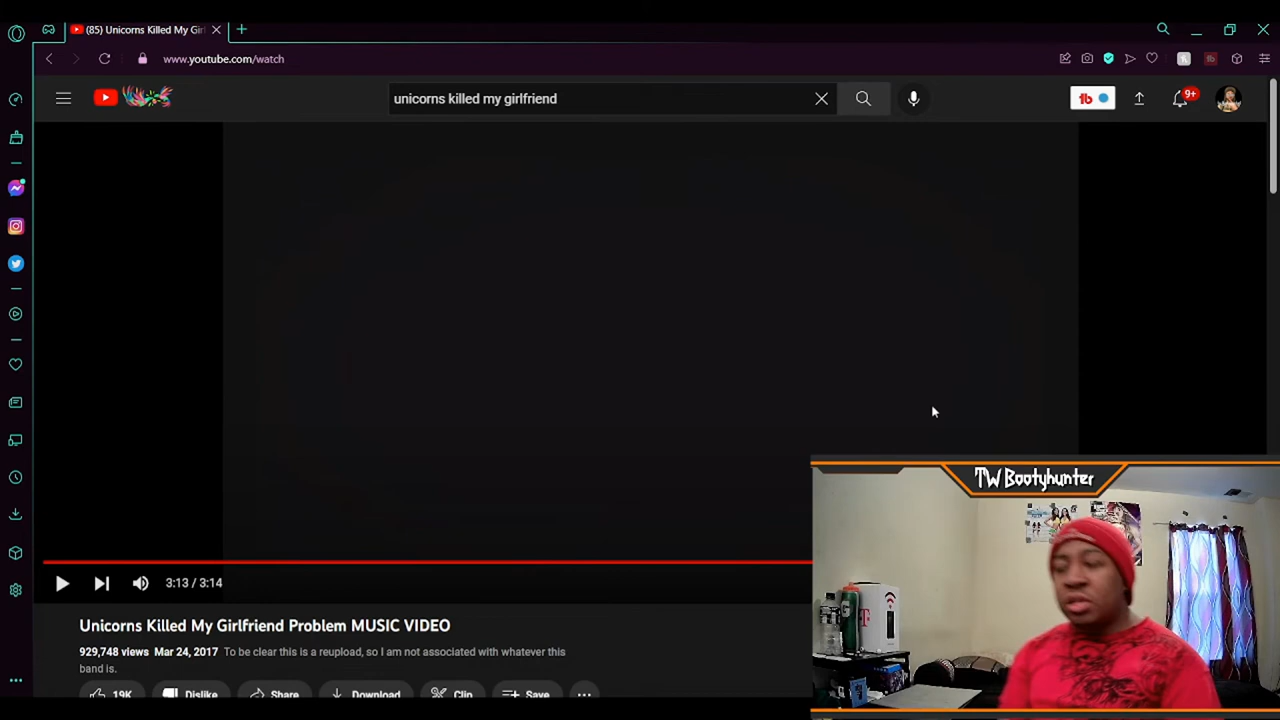 (85) Unicorns Killed My Girl
www.youtube.com/watch
unicorns killed my girlfriend
tb
9+
3:13 / 3:14
TW Bootyhunter
Unicorns Killed My Girlfriend Problem MUSIC VIDEO
929,748 views Mar 24, 2017 To be clear this is a reupload, so I am not associated with whatever this
band is.
19K Dislike Share Download Clip Save